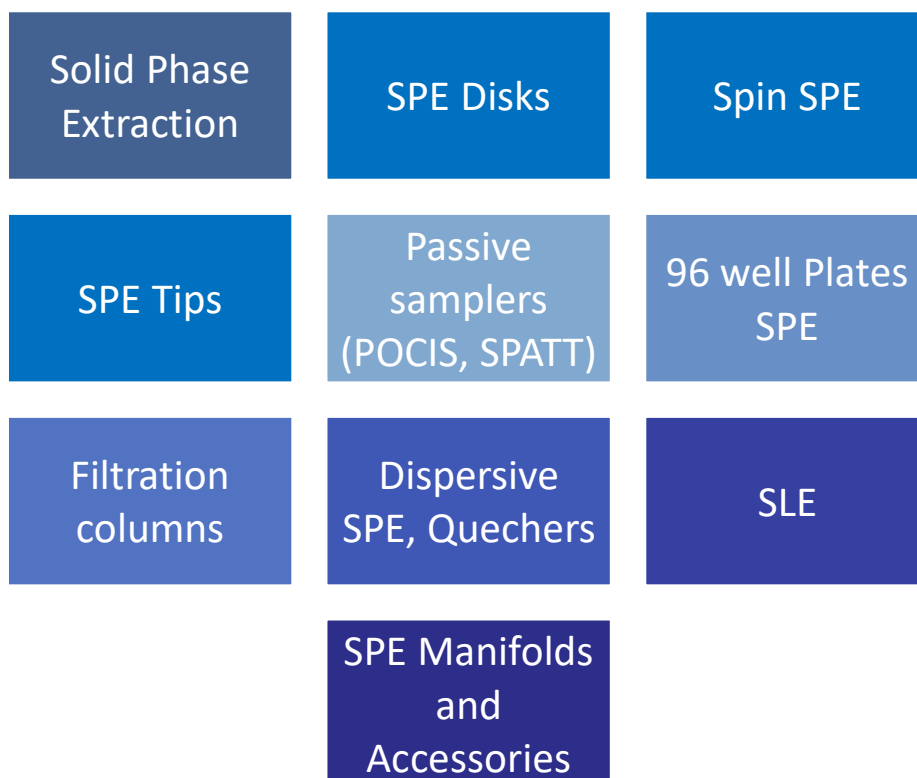 Solid Phase
Extraction
SPE Disks
Spin SPE
SPE Tips
Passive
samplers
(POCIS, SPATT)
96 well Plates
SPE
Filtration
columns
Dispersive
SPE, Quechers
SLE
SPE Manifolds
and
Accessories